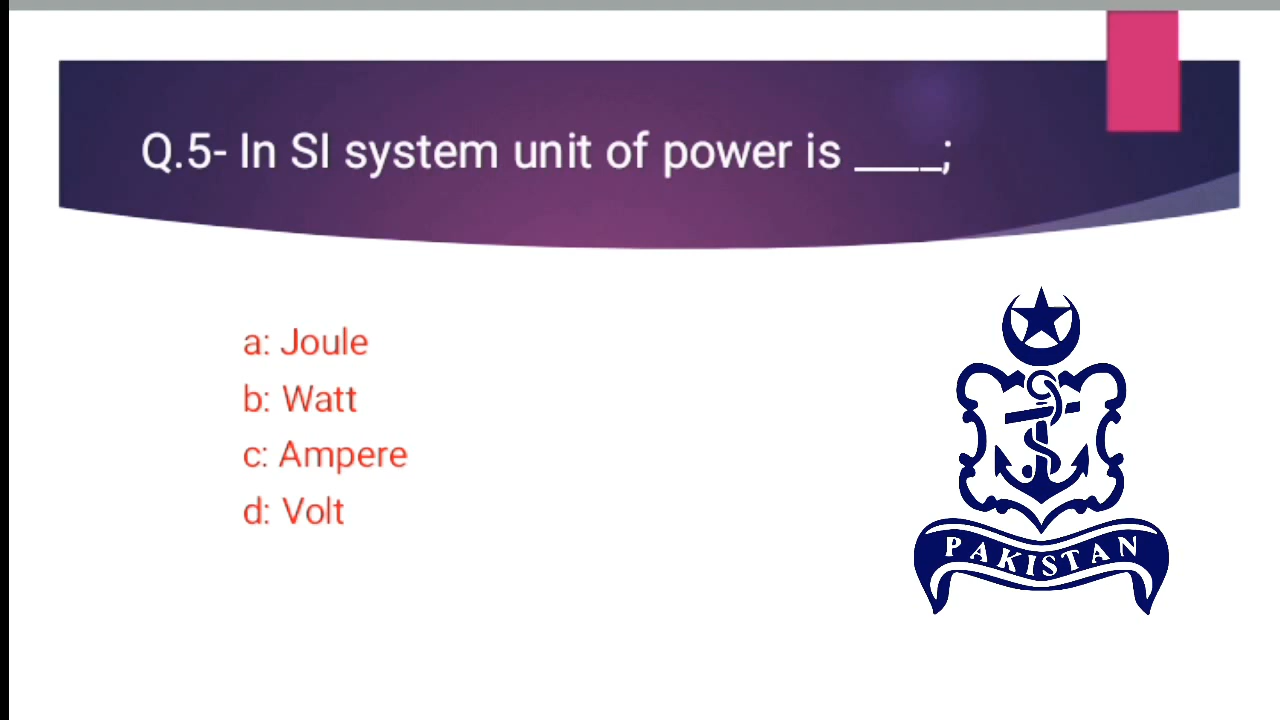 Q.5- In SI system unit of power is ____;
a: Joule
b: Watt
c: Ampere
d: Volt
PAKISTAN